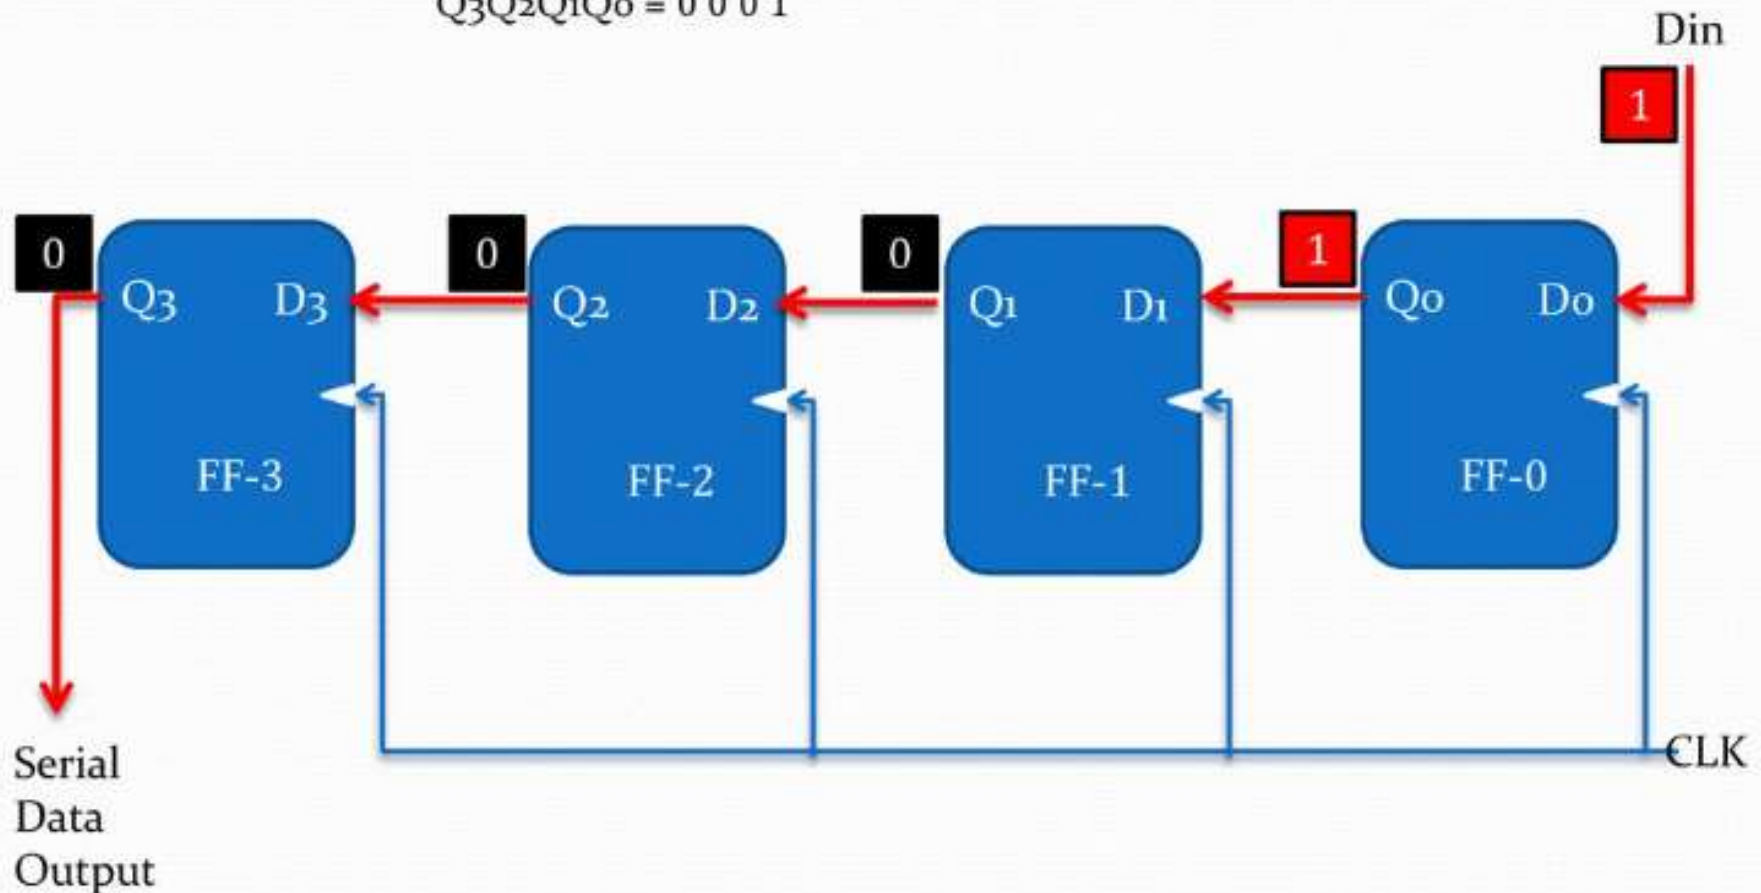 Q3Q2Q1Q0 = 0 0 0 1
Din
1
0
0
0
1
Q3
D3
Q2
D2
Q1
D1
Q0
D0
FF-3
FF-2
FF-1
FF-0
CLK
Serial
Data
Output